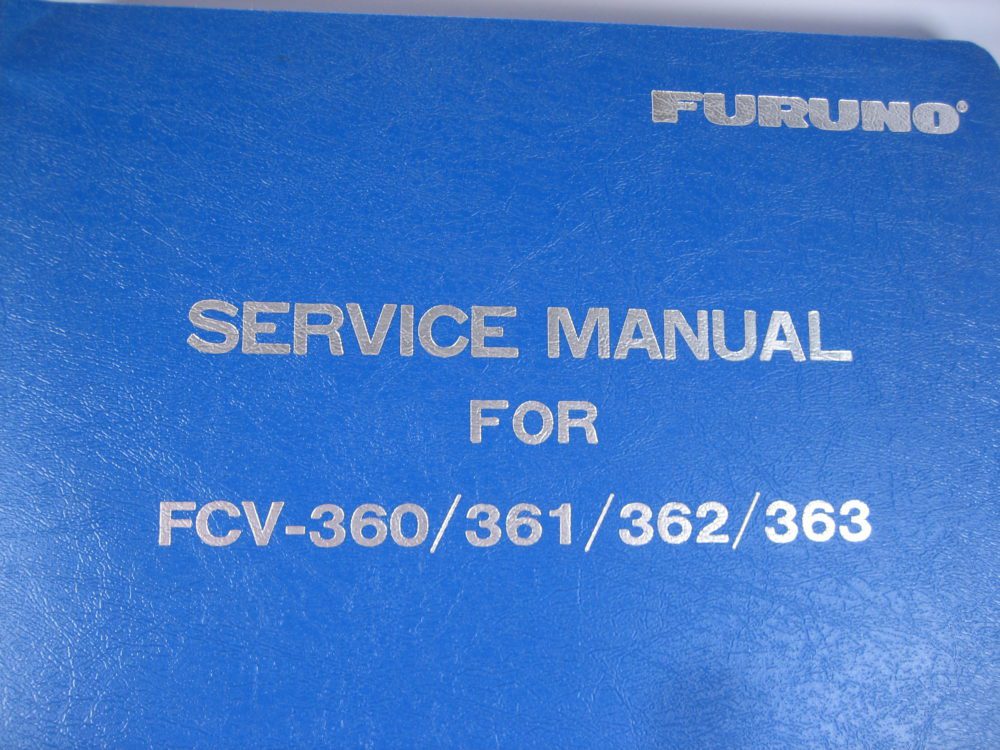 FURUNO®
SERVICE MANUAL
FOR
FCV-360/361/362/363